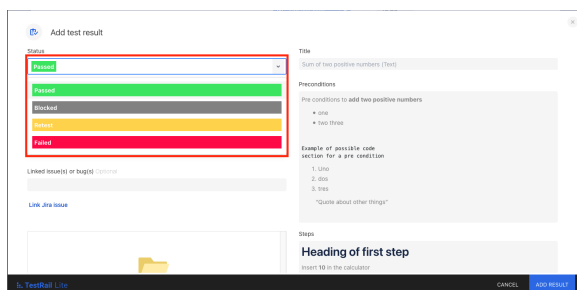 Add test result
Status
Passed
Passed
Blocked
Retest
Failed
Linked issue(s) or bug(s) Optional
Link Jira issue
Title
Sum of two positive numbers (Text)
Preconditions
Pre conditions to add two positive numbers
one
two three
Example of possible code
section for a pre condition
1. Uno
2. dos
3. tres
"Quote about other things"
Steps
Heading of first step
Insert 10 in the calculator
TestRail Lite
CANCEL
ADD RESULT